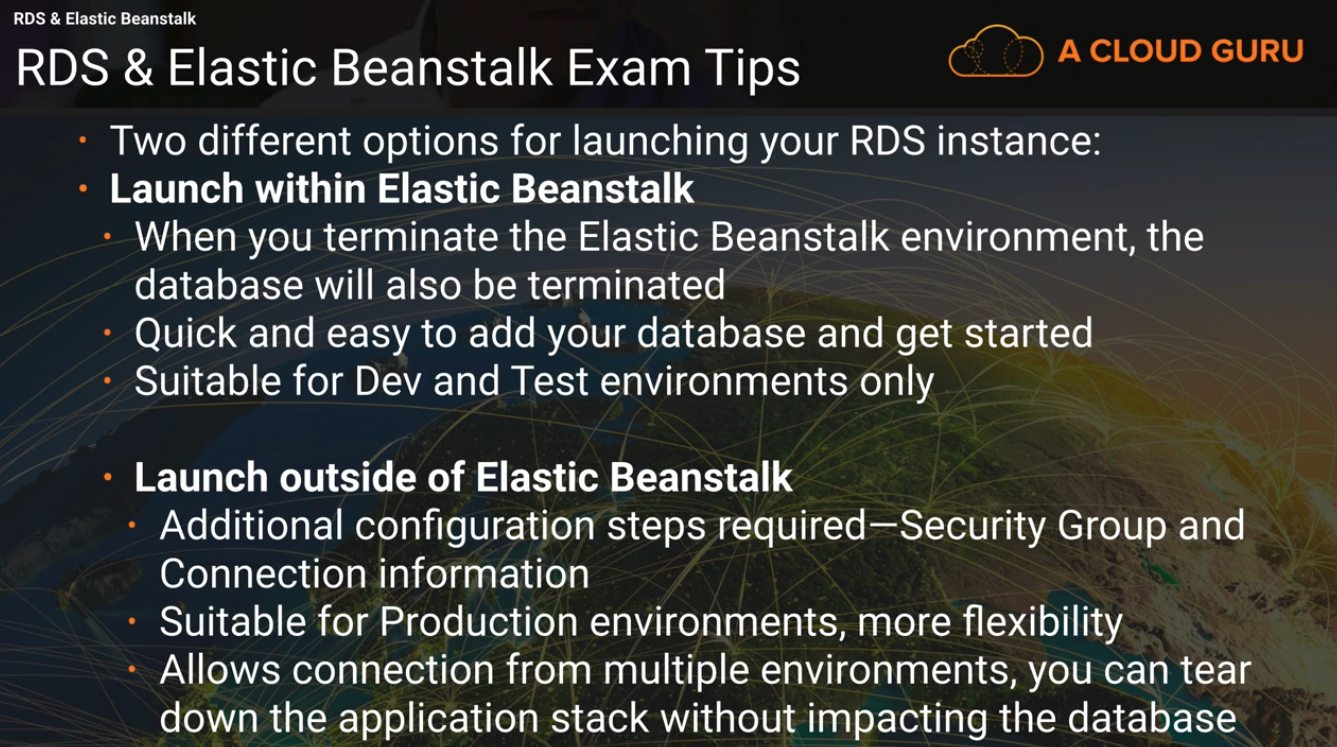 RDS & Elastic Beanstalk
RDS & Elastic Beanstalk Exam Tips
A CLOUD GURU
• Two different options for launching your RDS instance:
• Launch within Elastic Beanstalk
• When you terminate the Elastic Beanstalk environment, the
database will also be terminated
• Quick and easy to add your database and get started
• Suitable for Dev and Test environments only
• Launch outside of Elastic Beanstalk
• Additional configuration steps required—Security Group and
Connection information
• Suitable for Production environments, more flexibility
• Allows connection from multiple environments, you can tear
down the application stack without impacting the database